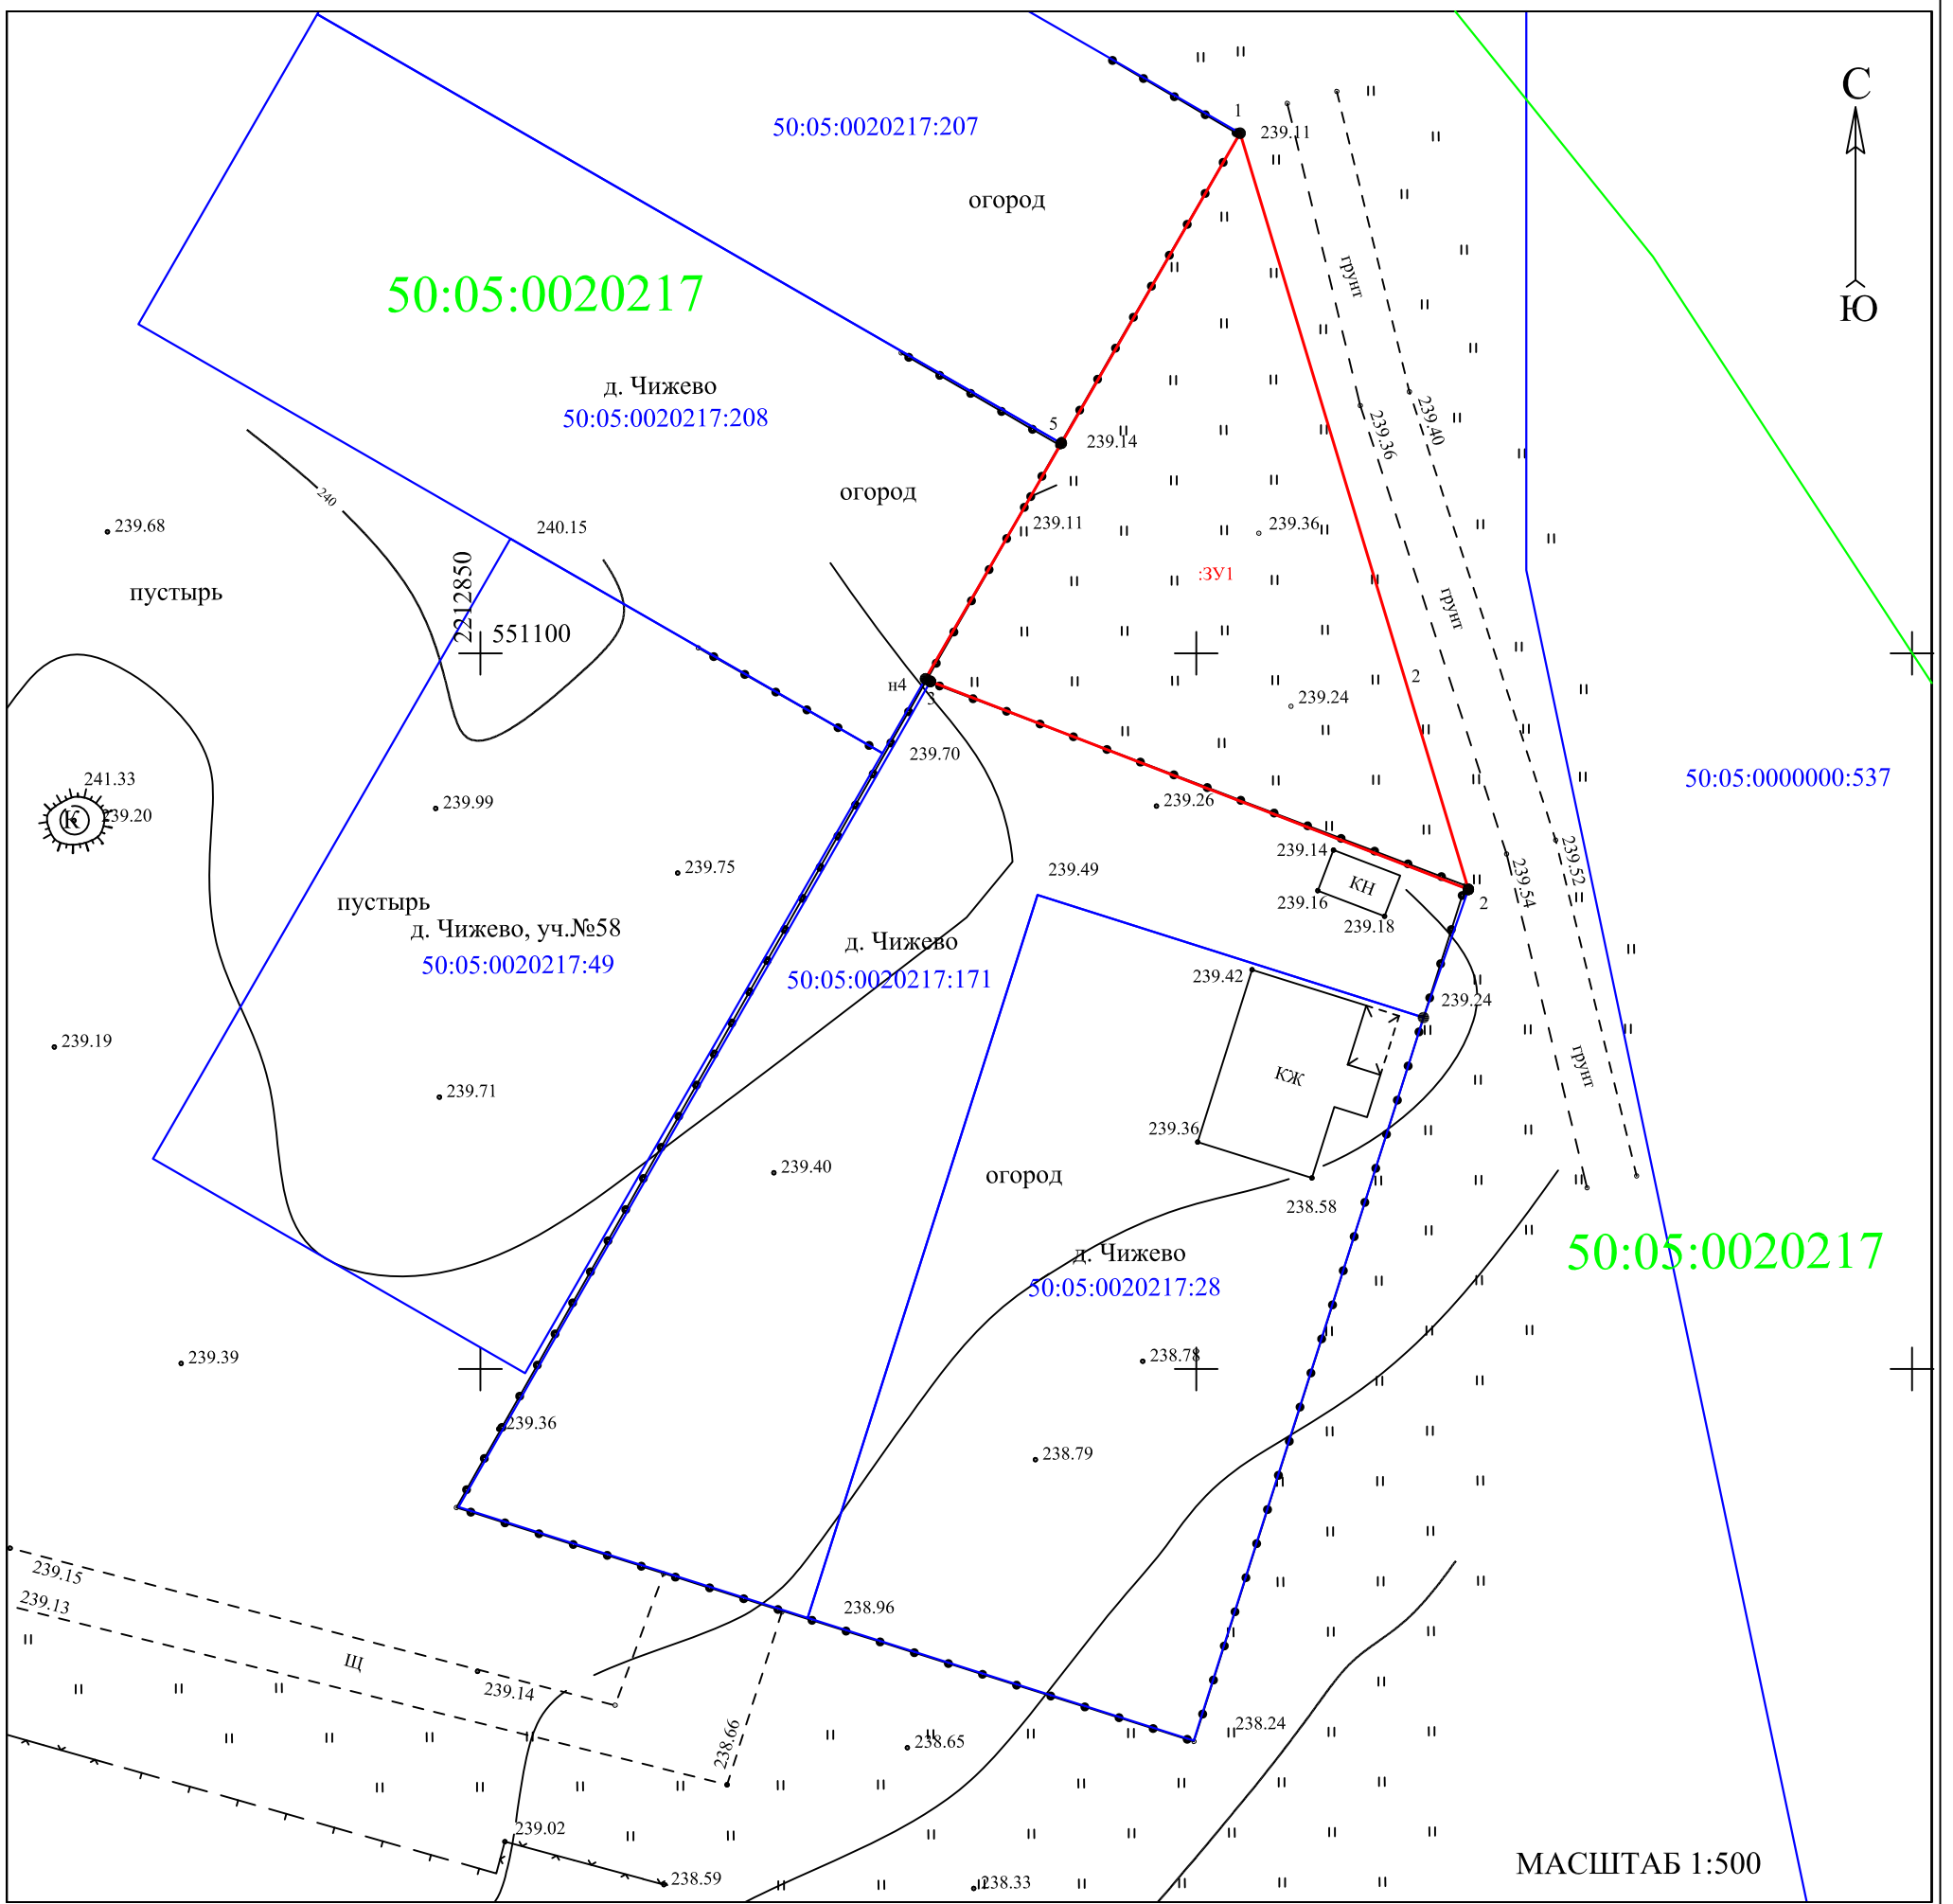 С
1
239.11
50:05:0020217:207
огород
50:05:0020217
грунт
Ю
д. Чижево
50:05:0020217:208
5
239.14
239.36
239.40
огород
240
239.68
240.15
239.11
239.36
:ЗУ1
пустырь
2212850
551100
грунт
н4
3
239.24
2
239.70
241.33
К
239.20
239.99
239.26
50:05:0000000:537
239.14
239.75
239.49
КН
239.54
239.52
239.16
2
239.18
пустырь
д. Чижево, уч.№58
50:05:0020217:49
д. Чижево
50:05:0020217:171
239.42
239.24
239.19
239.71
КЖ
грунт
239.36
239.40
огород
238.58
д. Чижево
50:05:0020217:28
50:05:0020217
239.39
238.78
239.36
238.79
239.15
239.13
238.96
Щ
239.14
238.66
238.65
238.24
239.02
238.59
238.33
МАСШТАБ 1:500